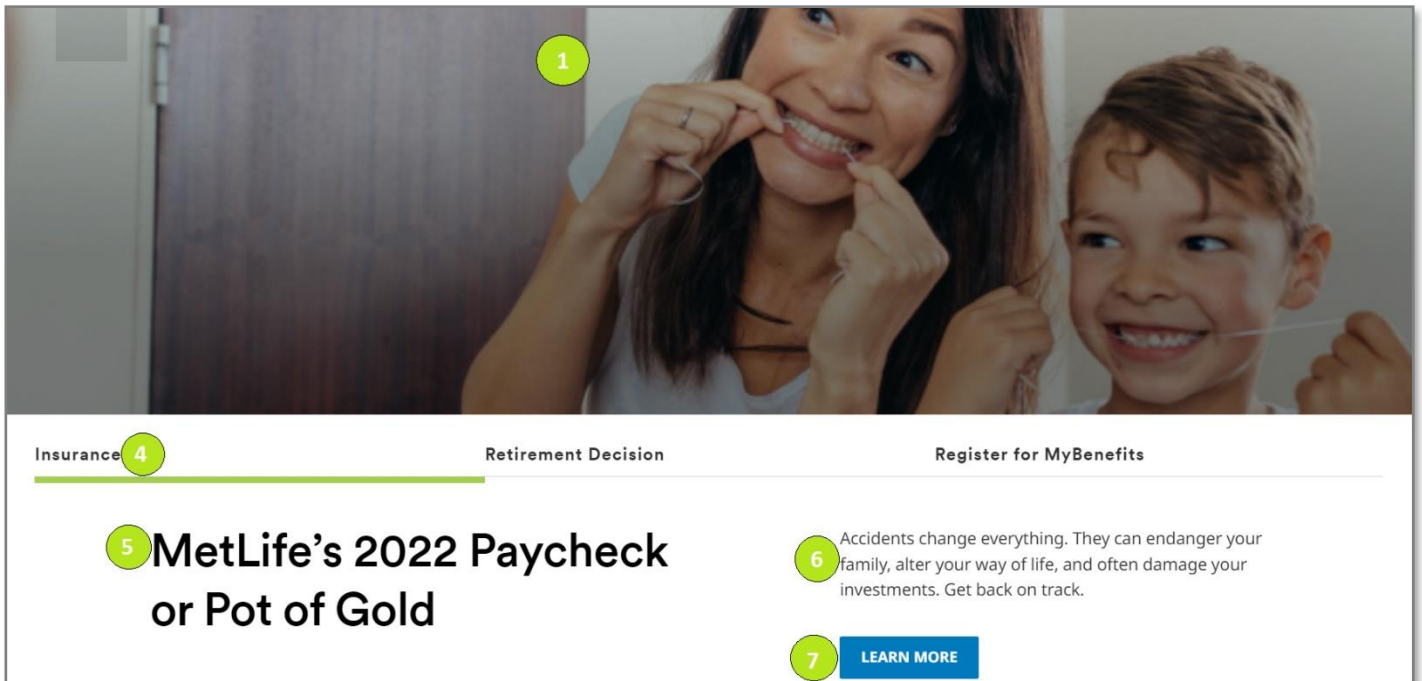 1
Insurance 4
Retirement Decision
Register for MyBenefits
5 MetLife’s 2022 Paycheck
or Pot of Gold
6
Accidents change everything. They can endanger your
family, alter your way of life, and often damage your
investments. Get back on track.
7 LEARN MORE